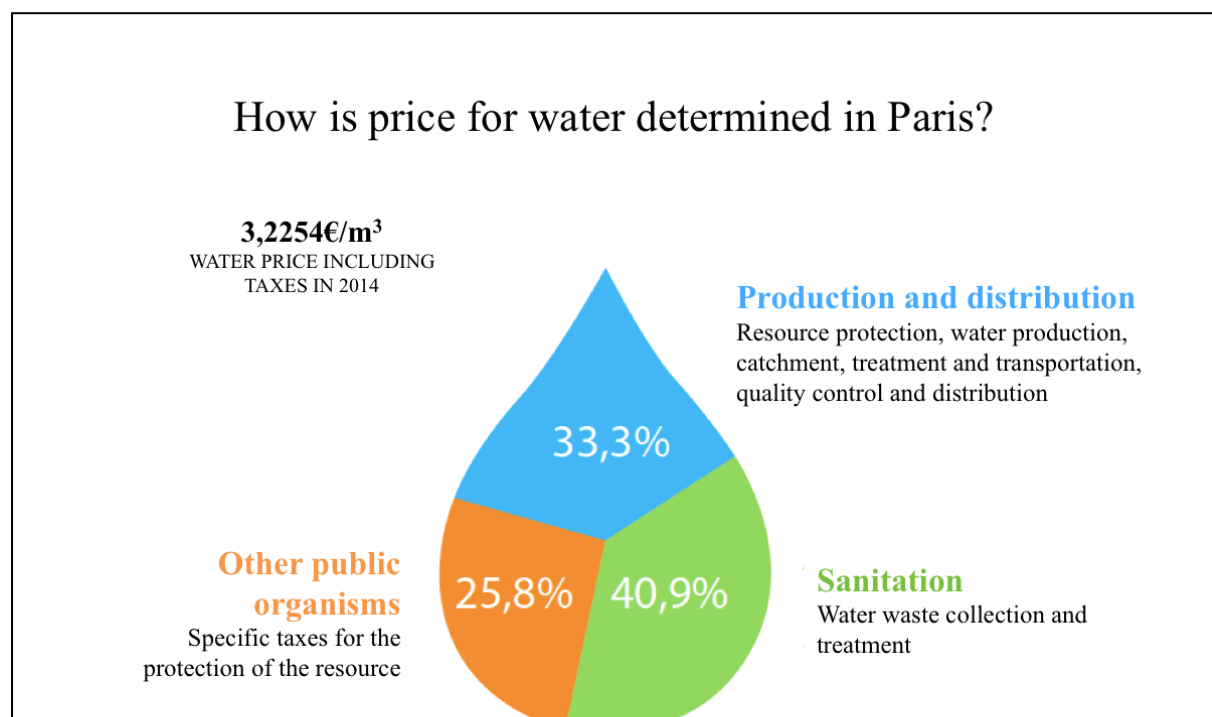 How is price for water determined in Paris?
3,2254€/m³
WATER PRICE INCLUDING
TAXES IN 2014
Production and distribution
Resource protection, water production,
catchment, treatment and transportation,
quality control and distribution
33,3%
Other public
organisms
Specific taxes for the
protection of the resource
25,8%
40,9%
Sanitation
Water waste collection and
treatment